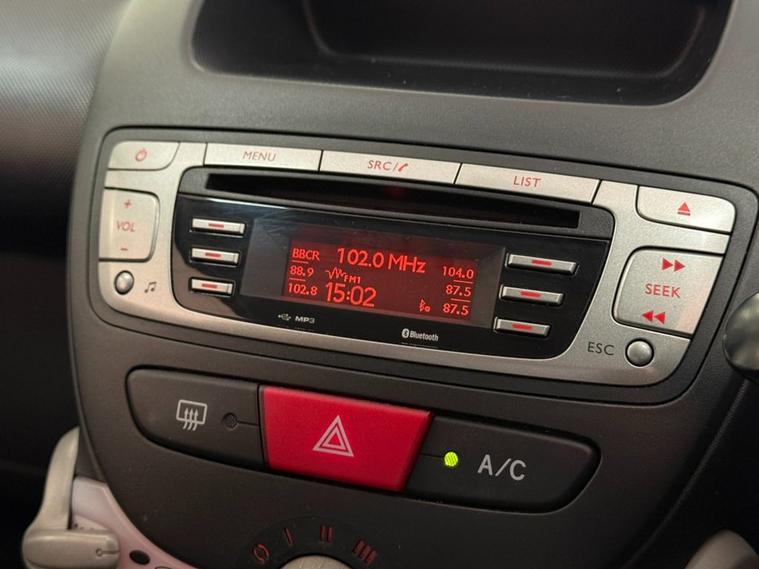 MENU
SRC/
LIST
+
VOL
-
BBCR 102.0 MHz 104.0
88.9 FM1 87.5
102.8 15:02 87.5
SEEK
MP3
Bluetooth
ESC
A/C